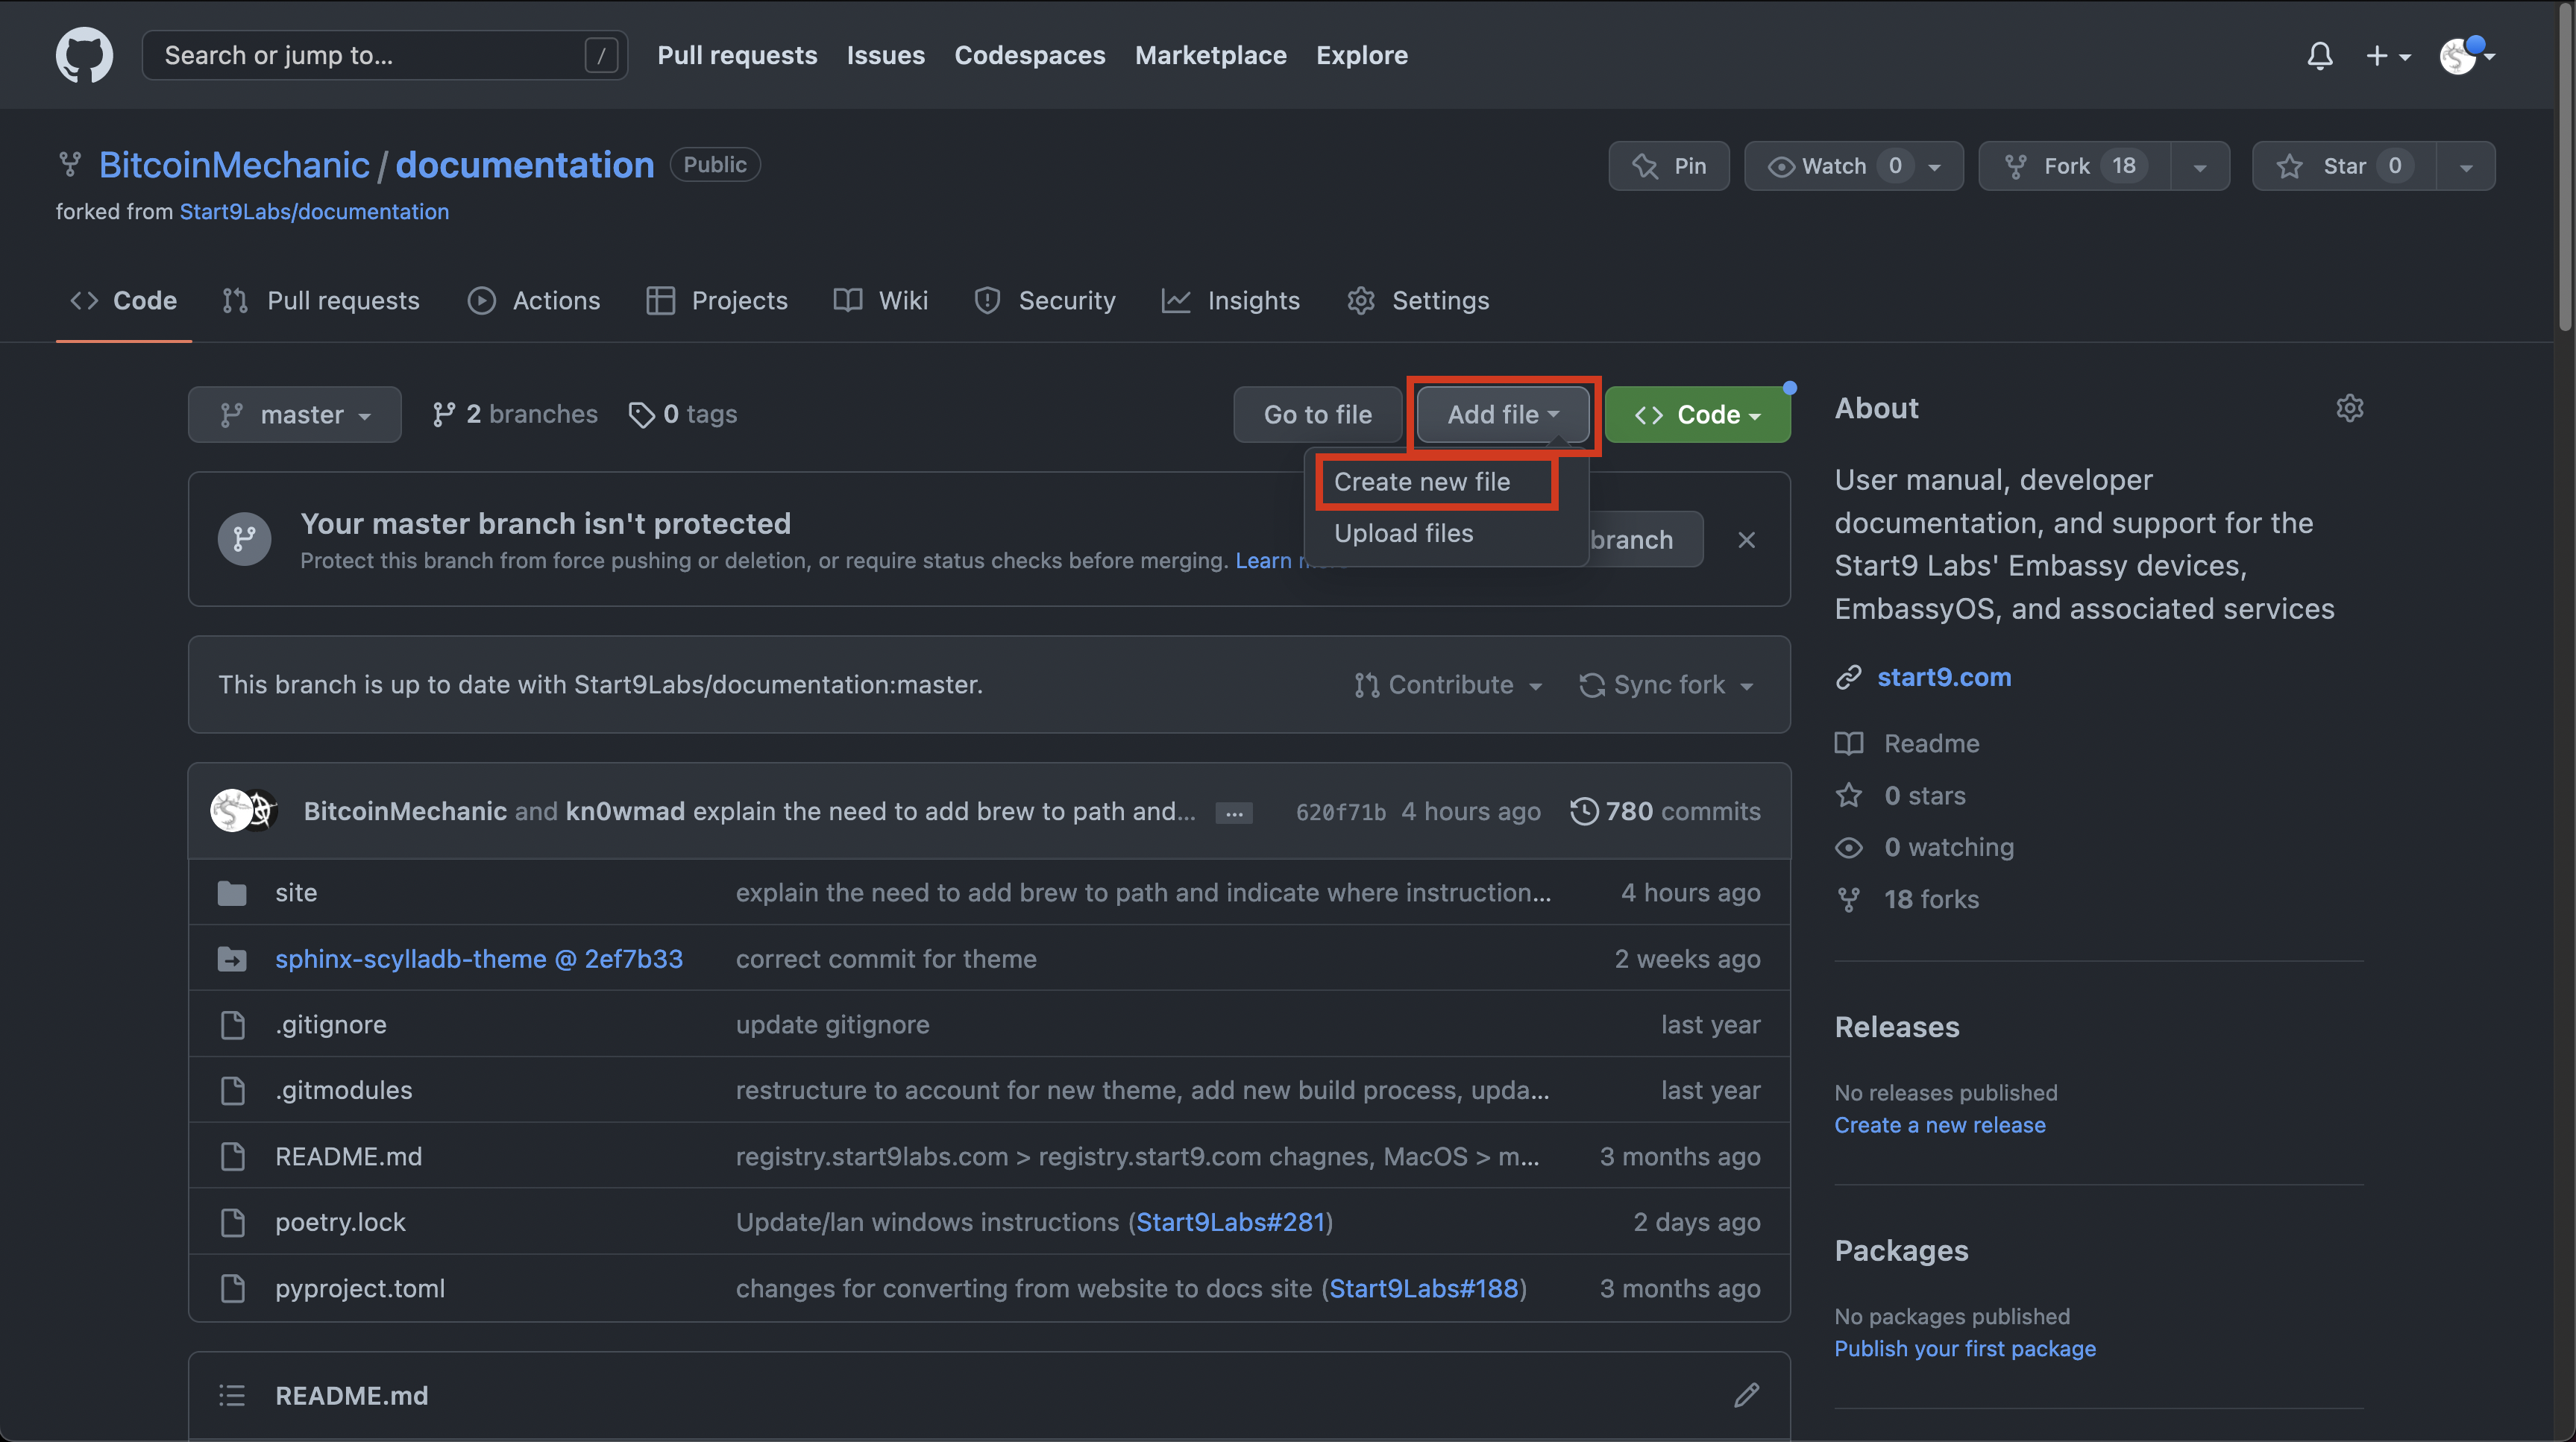 Search or jump to... / Pull requests Issues Codespaces Marketplace Explore
BitcoinMechanic / documentation Public Pin Watch 0 Fork 18 Star 0
forked from Start9Labs/documentation
Code Pull requests Actions Projects Wiki Security Insights Settings
master 2 branches 0 tags Go to file Add file Code
Create new file
Upload files
Your master branch isn't protected
Protect this branch from force pushing or deletion, or require status checks before merging. Learn
branch
This branch is up to date with Start9Labs/documentation:master. Contribute Sync fork
BitcoinMechanic and kn0wmad explain the need to add brew to path and... ... 620f71b 4 hours ago 780 commits
site explain the need to add brew to path and indicate where instruction... 4 hours ago
sphinx-scylladb-theme @ 2ef7b33 correct commit for theme 2 weeks ago
.gitignore update gitignore last year
.gitmodules restructure to account for new theme, add new build process, upda... last year
README.md registry.start9labs.com > registry.start9.com chagnes, MacOS > m... 3 months ago
poetry.lock Update/lan windows instructions (Start9Labs#281) 2 days ago
pyproject.toml changes for converting from website to docs site (Start9Labs#188) 3 months ago
README.md
About
User manual, developer
documentation, and support for the
Start9 Labs' Embassy devices,
EmbassyOS, and associated services
start9.com
Readme
0 stars
0 watching
18 forks
Releases
No releases published
Create a new release
Packages
No packages published
Publish your first package